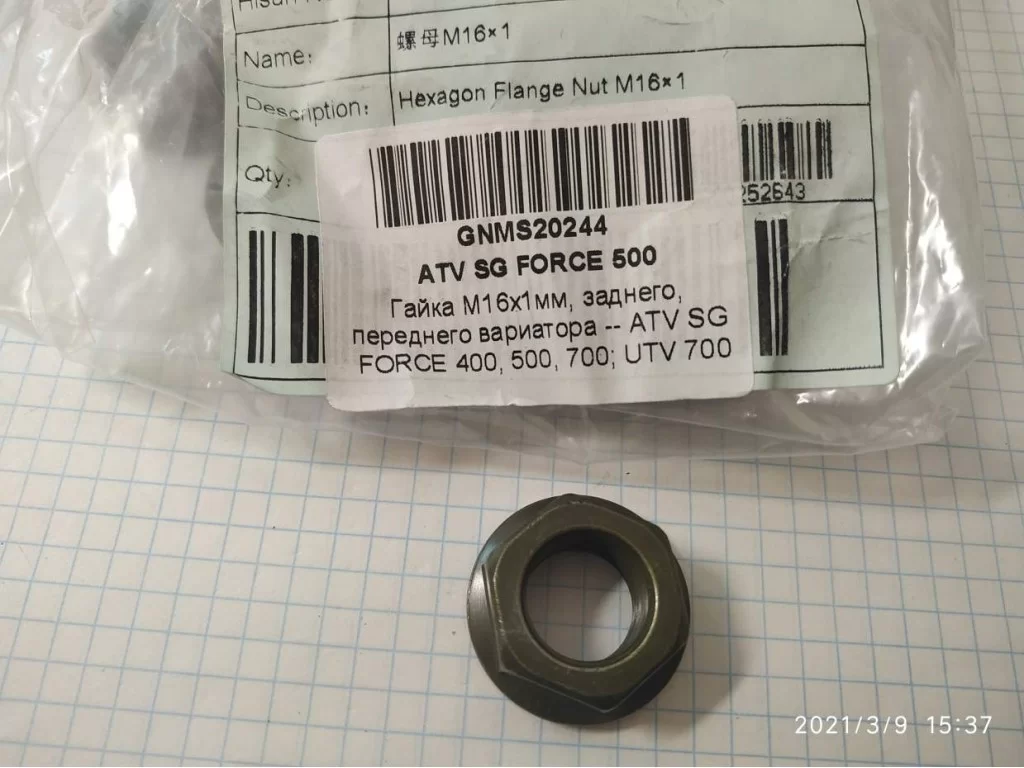 Hisun
Name: 螺母M16×1
Description: Hexagon Flange Nut M16×1
Qty:
252643
GNMS20244
ATV SG FORCE 500
Гайка М16х1мм, заднего,
переднего вариатора -- ATV SG
FORCE 400, 500, 700; UTV 700
2021/3/9 15:37